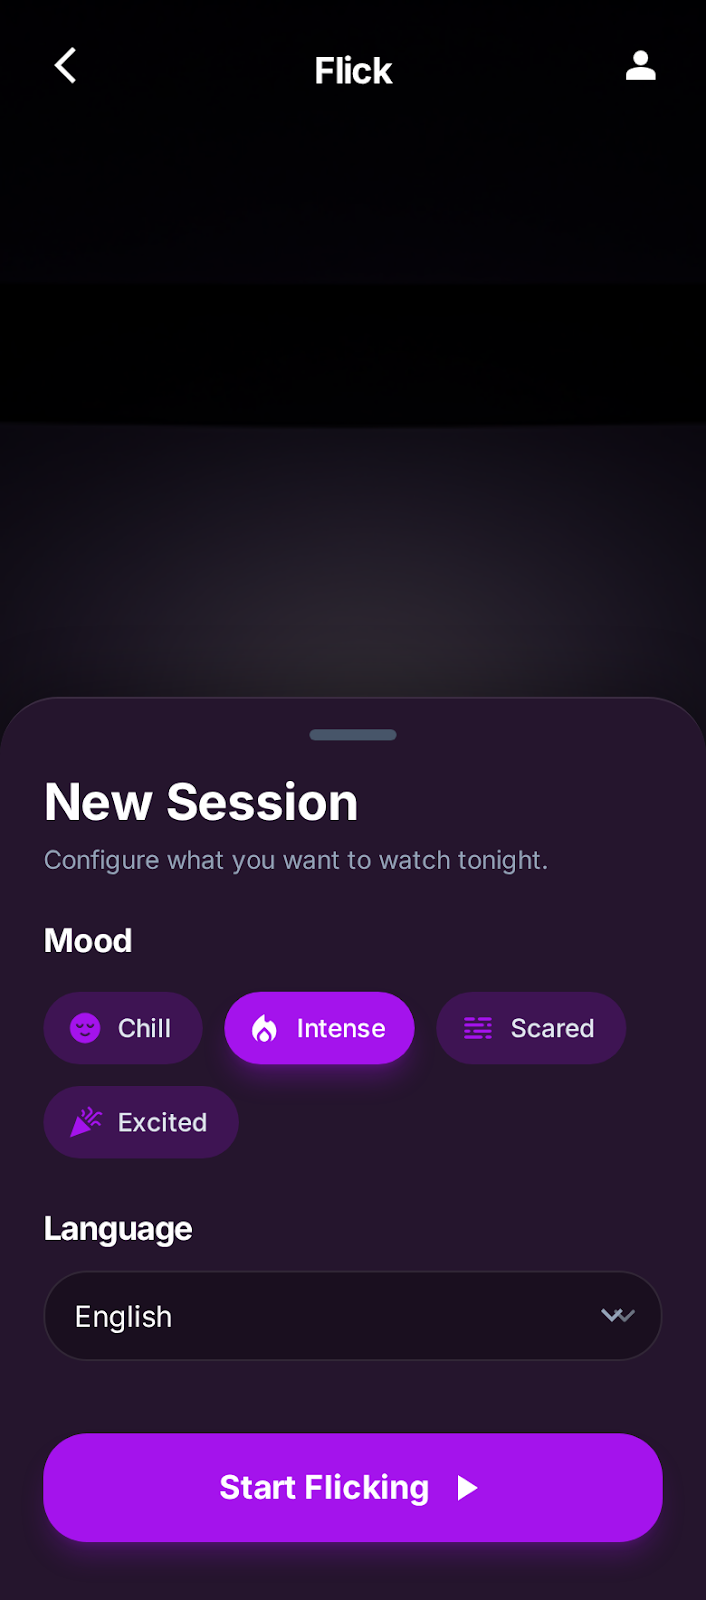 Flick
New Session
Configure what you want to watch tonight.
Mood
Chill
Intense
Scared
Excited
Language
English
Start Flicking